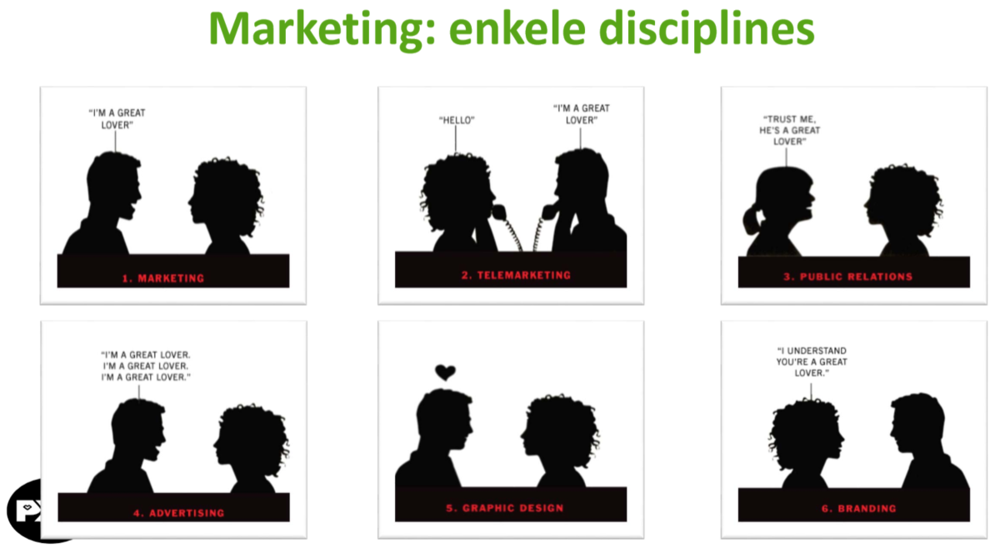 Marketing: enkele disciplines
“I’M A GREAT
LOVER”
1. MARKETING
“HELLO”
“I’M A GREAT
LOVER”
2. TELEMARKETING
“TRUST ME,
HE’S A GREAT
LOVER”
3. PUBLIC RELATIONS
“I’M A GREAT LOVER.
I’M A GREAT LOVER.
I’M A GREAT LOVER.”
4. ADVERTISING
5. GRAPHIC DESIGN
“I UNDERSTAND
YOU’RE A GREAT
LOVER.”
6. BRANDING